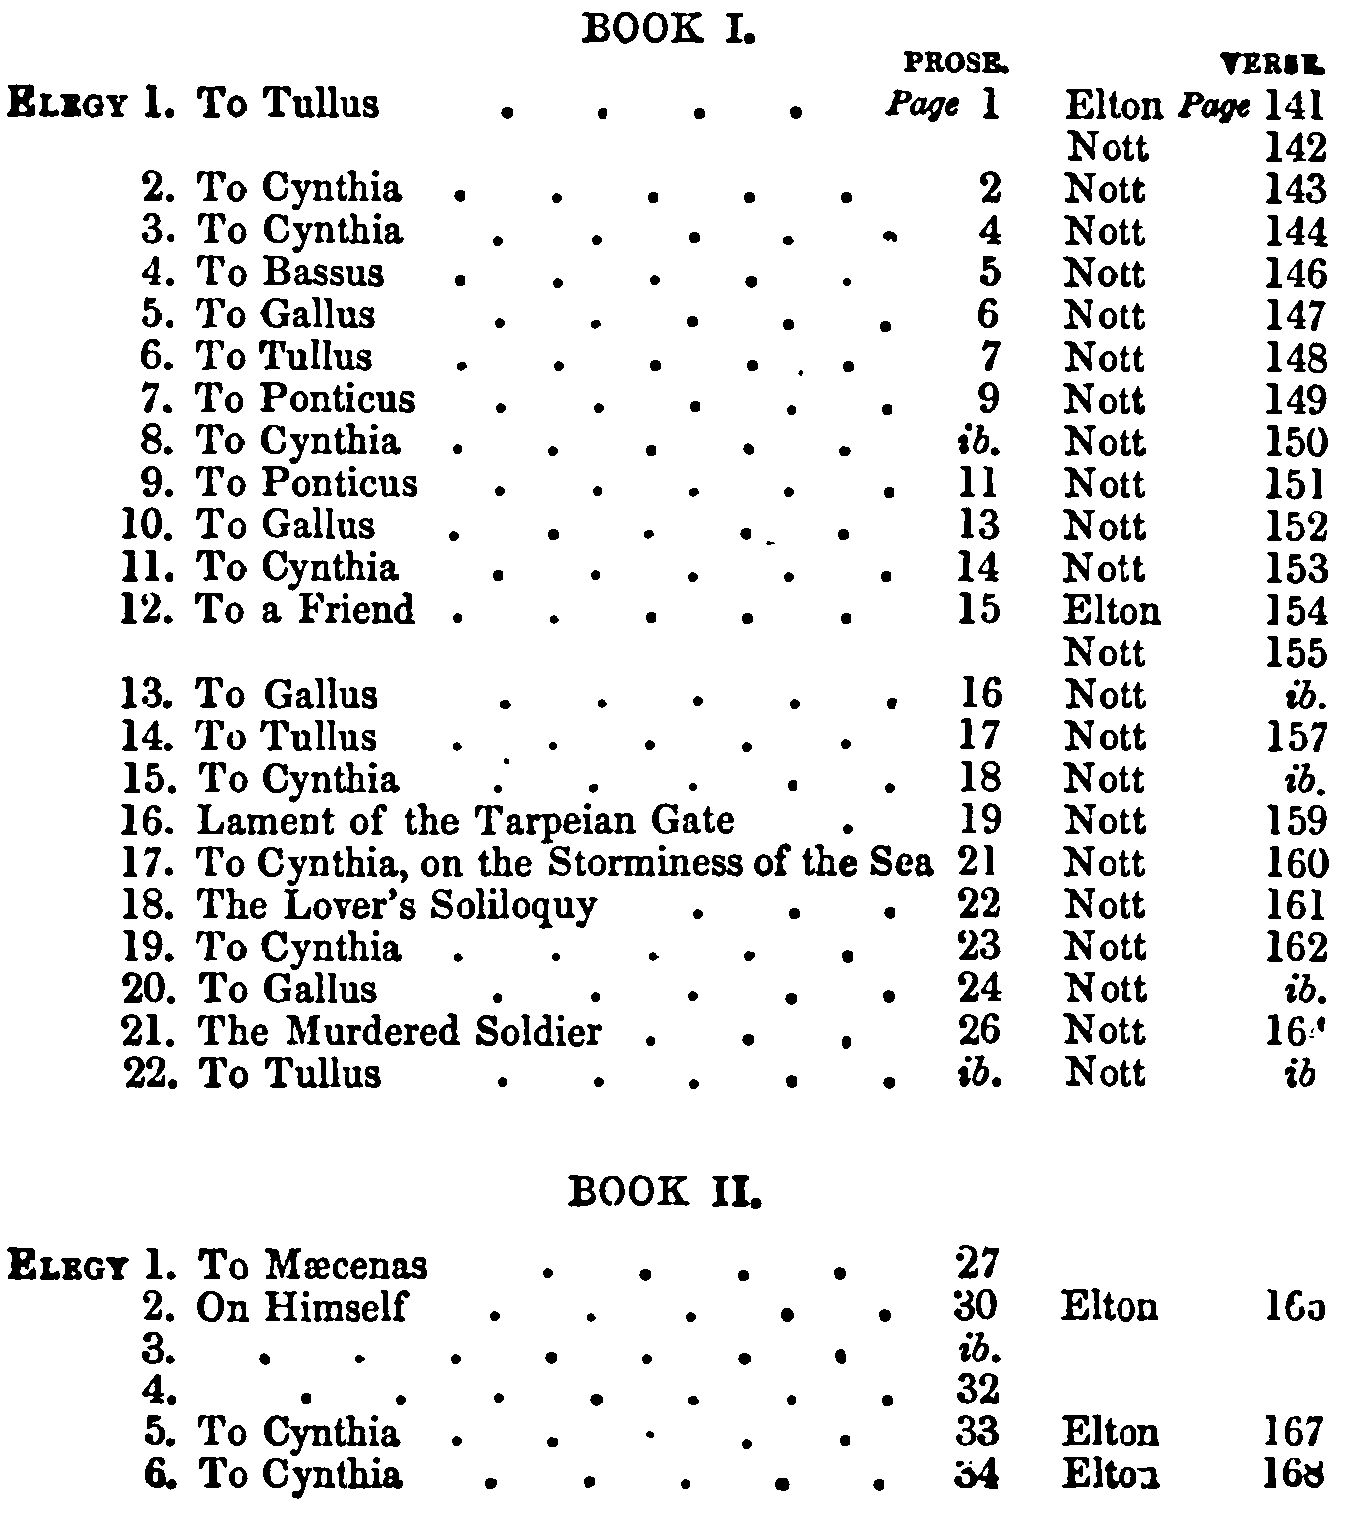 BOOK I.
PROSE. VERSE.
ELEGY 1. To Tullus . . . . Page 1 Elton Page 141
Nott 142
2. To Cynthia . . . . . 2 Nott 143
3. To Cynthia . . . . . 4 Nott 144
4. To Bassus . . . . . 5 Nott 146
5. To Gallus . . . . . 6 Nott 147
6. To Tullus . . . . . 7 Nott 148
7. To Ponticus . . . . . 9 Nott 149
8. To Cynthia . . . . . ib. Nott 150
9. To Ponticus . . . . . 11 Nott 151
10. To Gallus . . . . . 13 Nott 152
11. To Cynthia . . . . . 14 Nott 153
12. To a Friend . . . . . 15 Elton 154
Nott 155
13. To Gallus . . . . . 16 Nott ib.
14. To Tullus . . . . . 17 Nott 157
15. To Cynthia . . . . . 18 Nott ib.
16. Lament of the Tarpeian Gate . 19 Nott 159
17. To Cynthia, on the Storminess of the Sea 21 Nott 160
18. The Lover's Soliloquy . . . 22 Nott 161
19. To Cynthia . . . . . 23 Nott 162
20. To Gallus . . . . . 24 Nott ib.
21. The Murdered Soldier . . . 26 Nott
22. To Tullus . . . . . ib. Nott ib
BOOK II.
ELEGY 1. To Mæcenas . . . . 27
2. On Himself . . . . . 30 Elton
3. . . . . . . . ib.
4. . . . . . . . 32
5. To Cynthia . . . . . 33 Elton 167
6. To Cynthia . . . . . 34 Elton 168